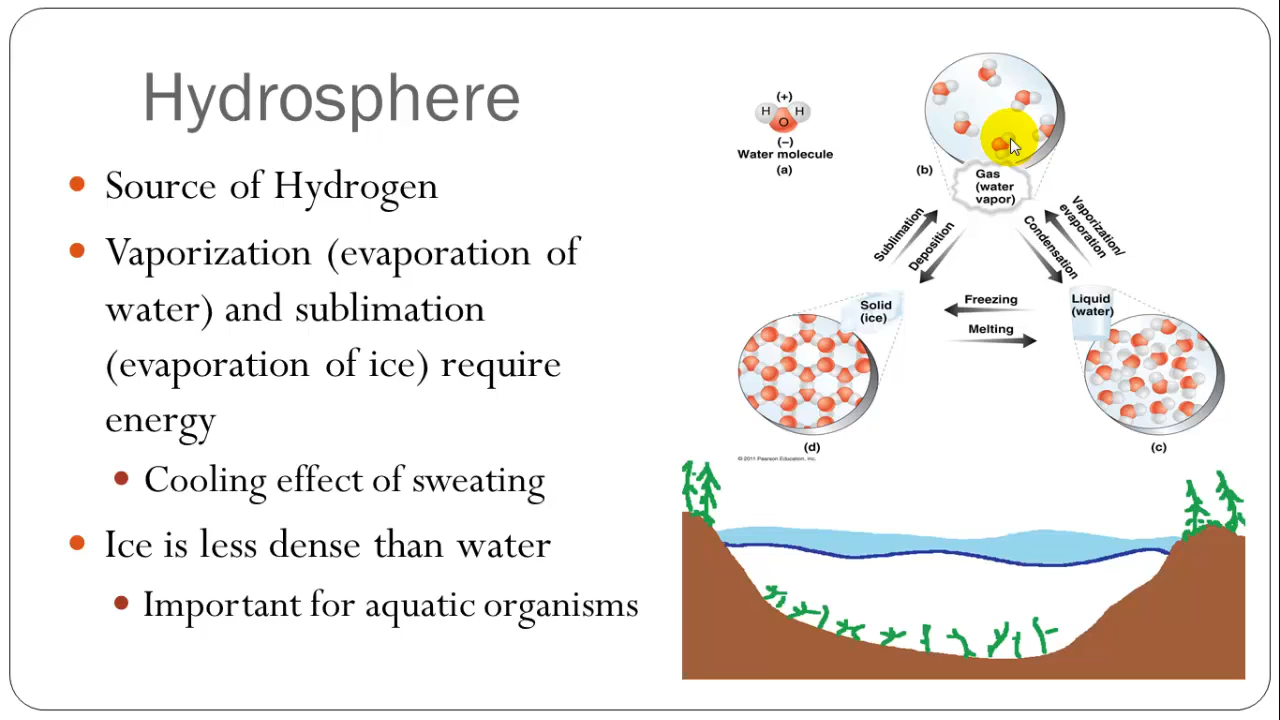 Hydrosphere
• Source of Hydrogen
• Vaporization (evaporation of
water) and sublimation
(evaporation of ice) require
energy
• Cooling effect of sweating
• Ice is less dense than water
• Important for aquatic organisms
(+)
H H
O
(−)
Water molecule
(a)
(b)
Gas
(water
vapor)
Sublimation
Deposition
Vaporization/
evaporation
Condensation
Solid
(ice)
Freezing
Melting
Liquid
(water)
(d)
(c)
© 2011 Pearson Education, Inc.